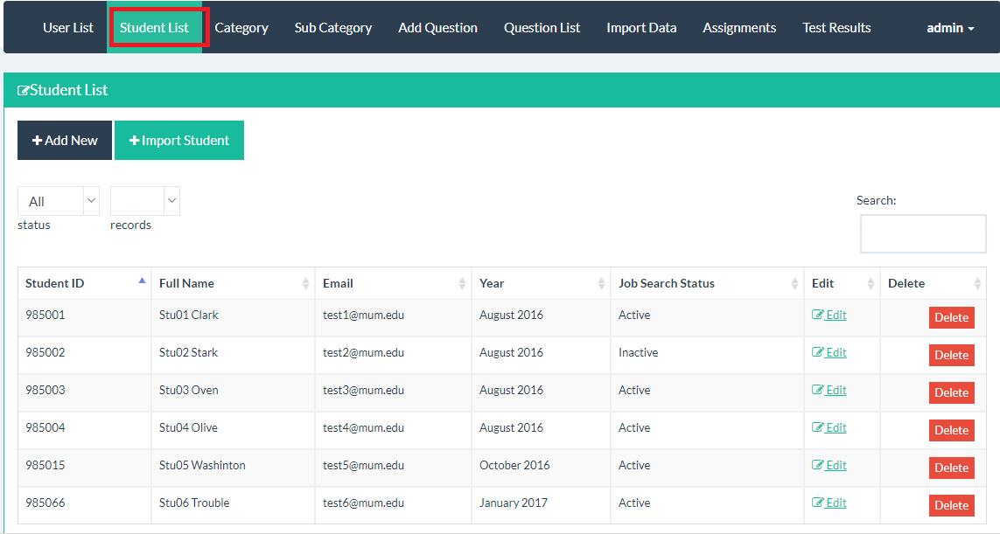 User List Student List Category Sub Category Add Question Question List Import Data Assignments Test Results admin
Student List
Add New Import Student
All
status records
Search:
Student ID Full Name Email Year Job Search Status Edit Delete
985001 Stu01 Clark test1@mum.edu August 2016 Active Edit Delete
985002 Stu02 Stark test2@mum.edu August 2016 Inactive Edit Delete
985003 Stu03 Oven test3@mum.edu August 2016 Active Edit Delete
985004 Stu04 Olive test4@mum.edu August 2016 Active Edit Delete
985015 Stu05 Washinton test5@mum.edu October 2016 Active Edit Delete
985066 Stu06 Trouble test6@mum.edu January 2017 Active Edit Delete